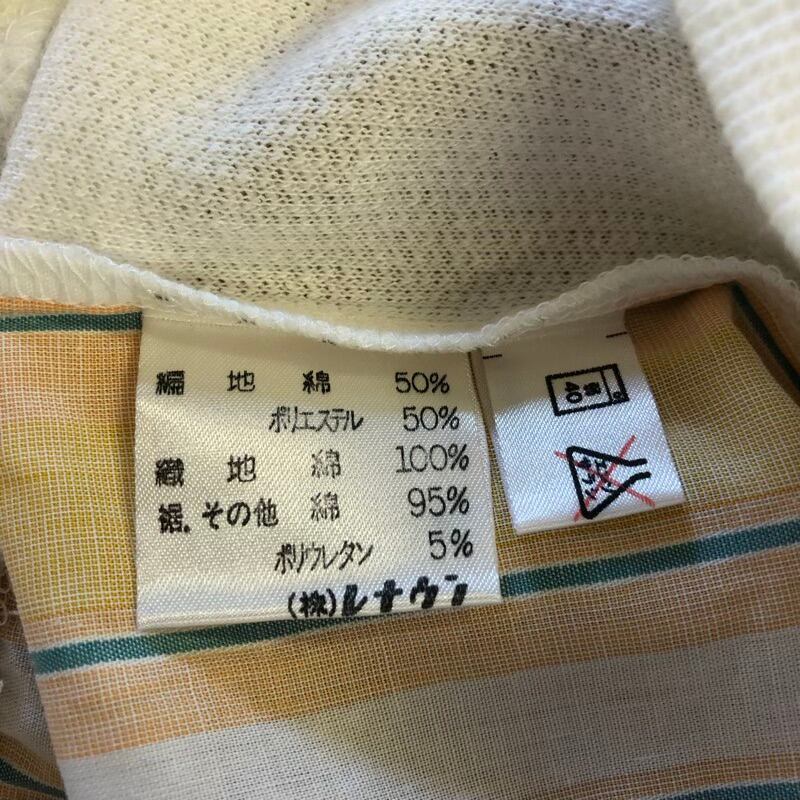 編地 綿 50%
ポリエステル 50%
織地 綿 100%
裾.その他 綿 95%
ポリウレタン 5%
(株)レナウン
40